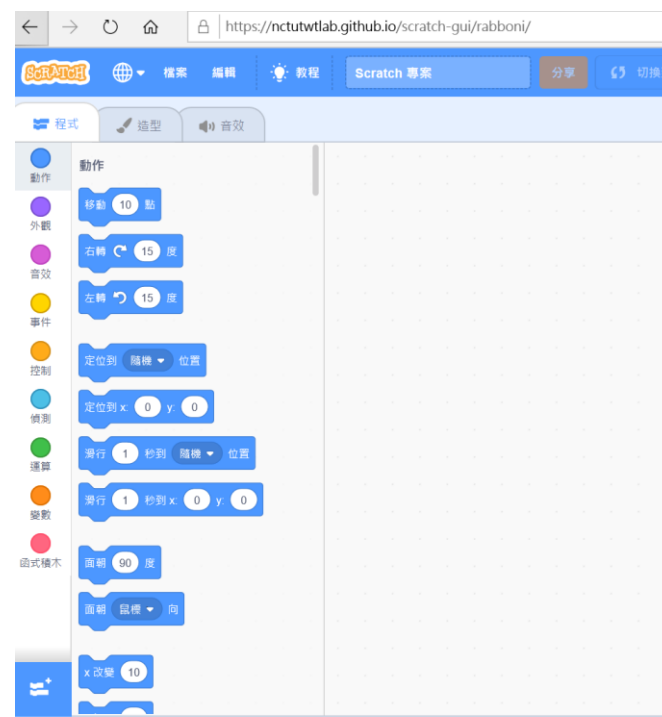 https://nctutwtlab.github.io/scratch-gui/rabboni/
SCRATCH 檔案 編輯 教程 Scratch 專案 分享 切換
程式 造型 音效
動作
外觀
音效
事件
控制
偵測
運算
變數
函式積木
動作
移動 10 點
右轉 15 度
左轉 15 度
定位到 隨機 位置
定位到 x: 0 y: 0
滑行 1 秒到 隨機 位置
滑行 1 秒到 x: 0 y: 0
面朝 90 度
面朝 鼠標 向
x 改變 10